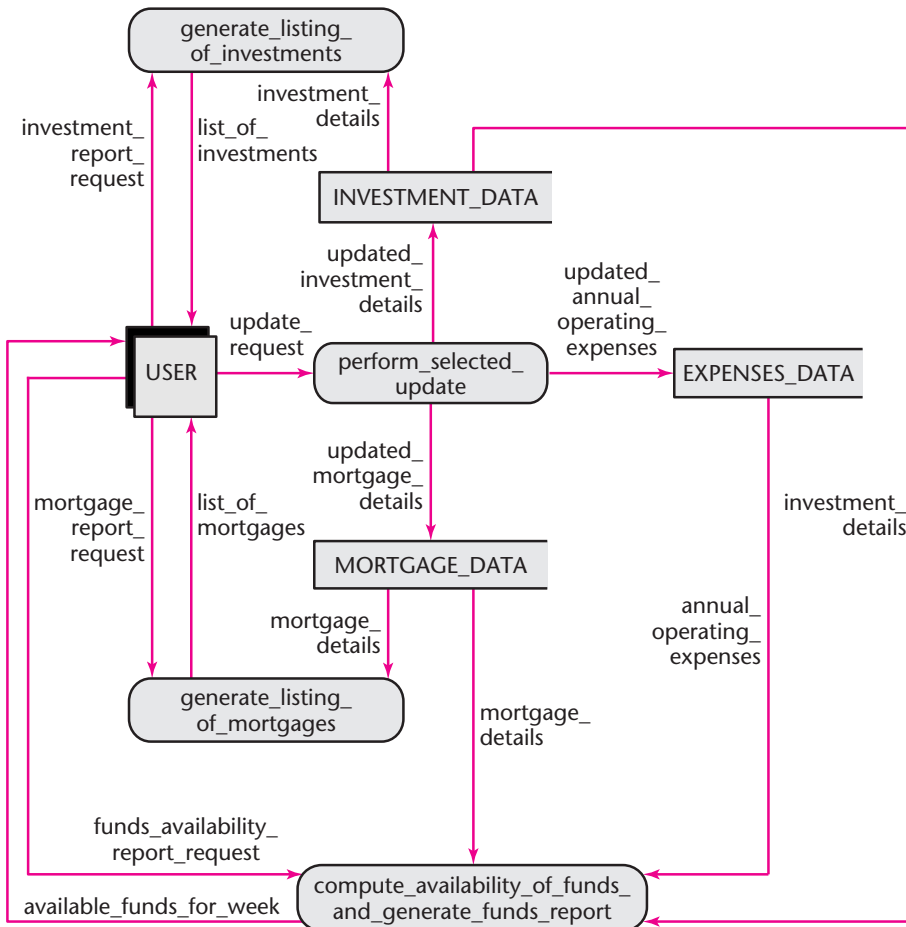 generate_listing_
of_investments
investment_
details
investment_
report_
request
list_of_
investments
INVESTMENT_DATA
updated_
investment_
details
updated_
annual_
operating_
expenses
update_
request
USER
perform_selected_
update
EXPENSES_DATA
updated_
mortgage_
details
mortgage_
report_
request
list_of_
mortgages
investment_
details
MORTGAGE_DATA
mortgage_
details
annual_
operating_
expenses
generate_listing_
of_mortgages
mortgage_
details
funds_availability_
report_request
compute_availability_of_funds_
and_generate_funds_report
available_funds_for_week